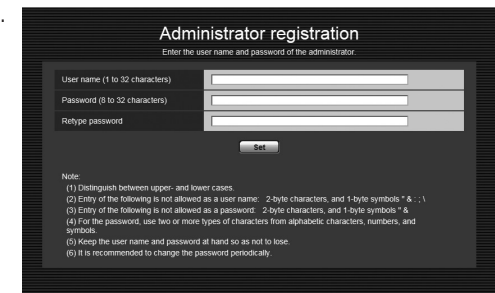 Administrator registration
Enter the user name and password of the administrator.
User name (1 to 32 characters)
Password (8 to 32 characters)
Retype password
Set
Note:
(1) Distinguish between upper- and lower cases.
(2) Entry of the following is not allowed as a user name:   2-byte characters, and 1-byte symbols " & : ; \
(3) Entry of the following is not allowed as a password:   2-byte characters, and 1-byte symbols " &
(4) For the password, use two or more types of characters from alphabetic characters, numbers, and
symbols.
(5) Keep the user name and password at hand so as not to lose.
(6) It is recommended to change the password periodically.